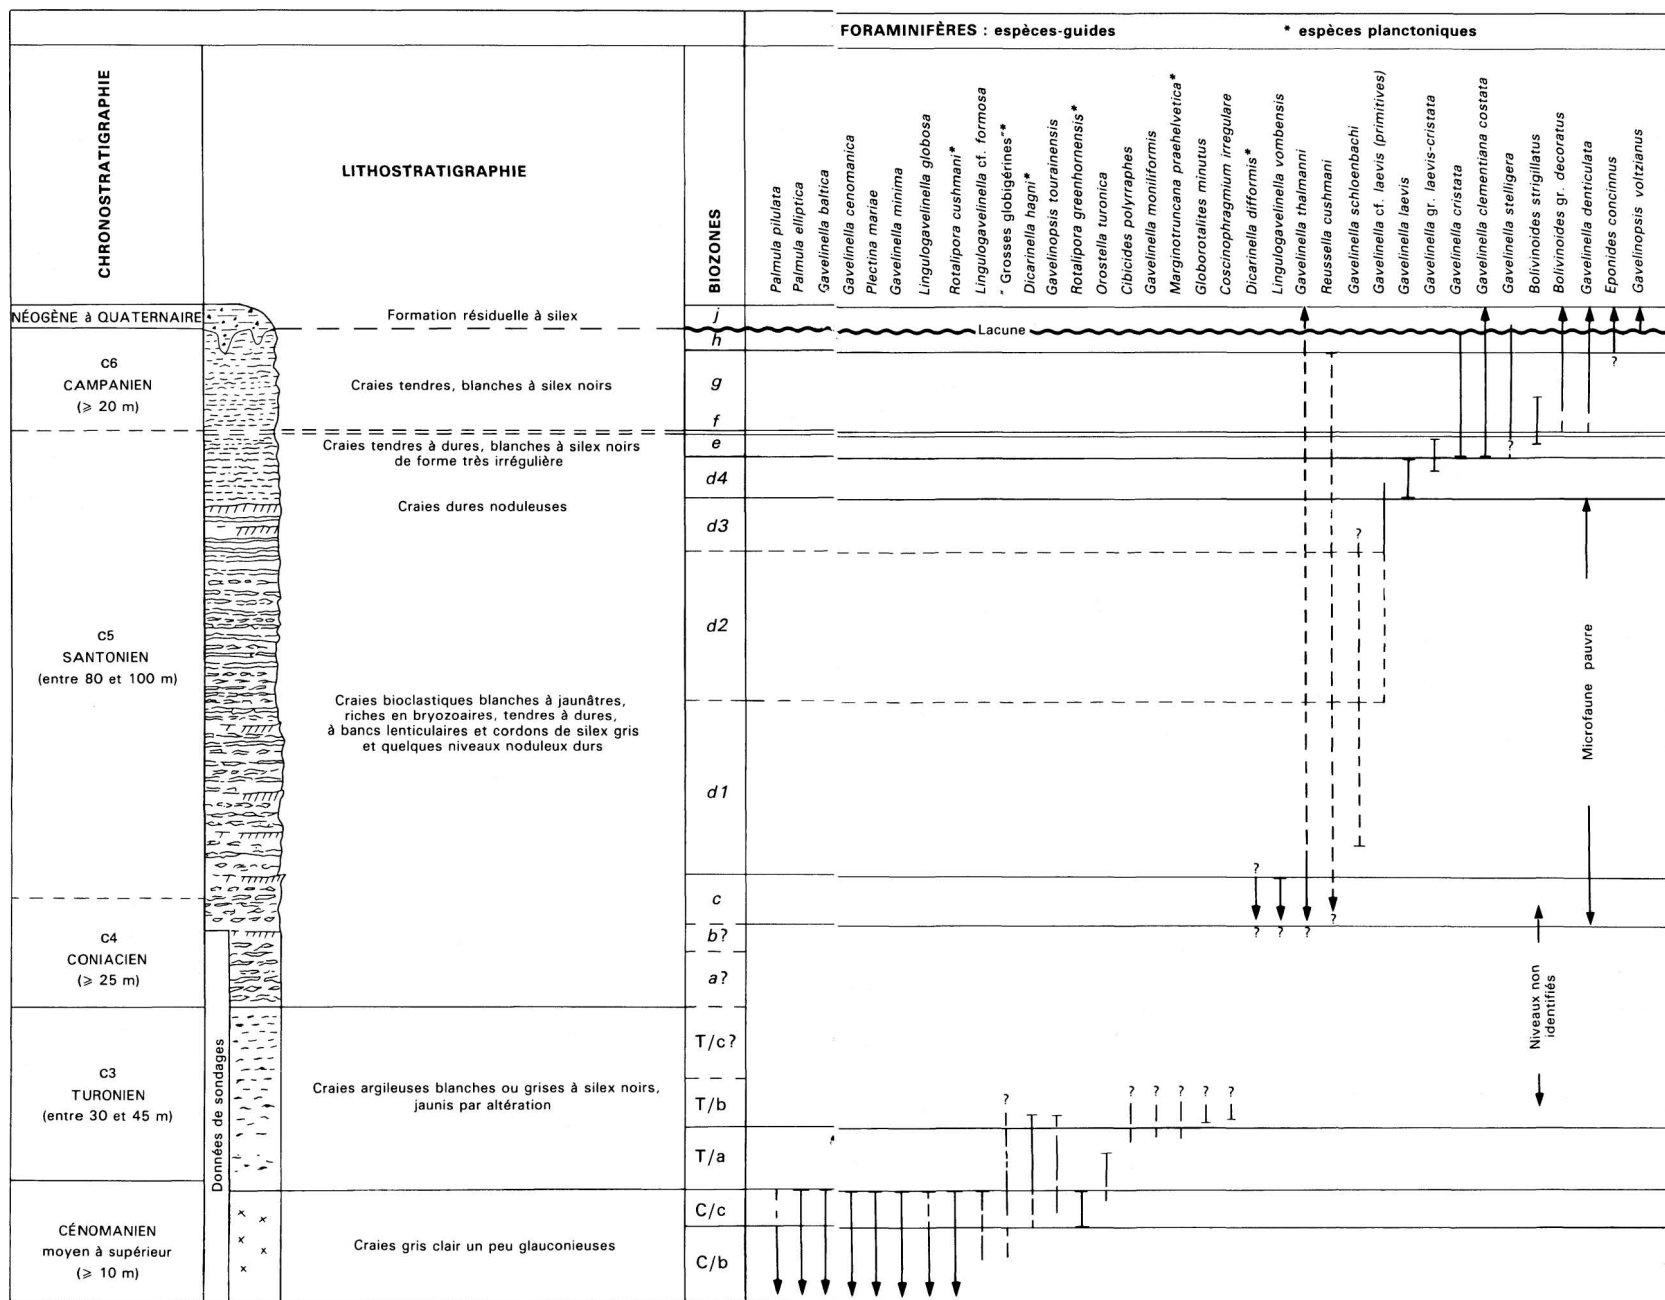 FORAMINIFÈRES : espèces-guides
* espèces planctoniques
CHRONOSTRATIGRAPHIE
LITHOSTRATIGRAPHIE
BIOZONES
Palmula pilulata
Palmula elliptica
Gavelinella baltica
Gavelinella cenomanica
Plectina mariae
Gavelinella minima
Lingulogavelinella globosa
Rotalipora cushmani*
Lingulogavelinella cf. formosa
" Grosses globigérines"*
Dicarinella hagni*
Gavelinopsis tourainensis
Rotalipora greenhornensis*
Orostella turonica
Cibicides polyrraphes
Gavelinella moniliformis
Marginotruncana praehelvetica*
Globorotalites minutus
Coscinophragmium irregulare
Dicarinella difformis*
Lingulogavelinella vombensis
Gavelinella thalmanni
Reussella cushmani
Gavelinella schloenbachi
Gavelinella cf. laevis (primitives)
Gavelinella laevis
Gavelinella gr. laevis-cristata
Gavelinella cristata
Gavelinella clementiana costata
Gavelinella stelligera
Bolivinoides strigillatus
Bolivinoides gr. decoratus
Gavelinella denticulata
Eponides concinnus
Gavelinopsis voltzianus
NÉOGÈNE à QUATERNAIRE
Formation résiduelle à silex
j
Lacune
h
C6
CAMPANIEN
(⩾ 20 m)
Craies tendres, blanches à silex noirs
g
?
f
Craies tendres à dures, blanches à silex noirs
de forme très irrégulière
e
?
d4
Craies dures noduleuses
d3
?
C5
SANTONIEN
(entre 80 et 100 m)
d2
Microfaune pauvre
Craies bioclastiques blanches à jaunâtres,
riches en bryozoaires, tendres à dures,
à bancs lenticulaires et cordons de silex gris
et quelques niveaux noduleux durs
d1
?
c
?
C4
CONIACIEN
(⩾ 25 m)
b?
? ? ?
a?
Niveaux non
identifiés
Données de sondages
T/c?
C3
TURONIEN
(entre 30 et 45 m)
Craies argileuses blanches ou grises à silex noirs,
jaunis par altération
T/b
? ? ? ? ? ?
T/a
C/c
CÉNOMANIEN
moyen à supérieur
(⩾ 10 m)
Craies gris clair un peu glauconieuses
C/b